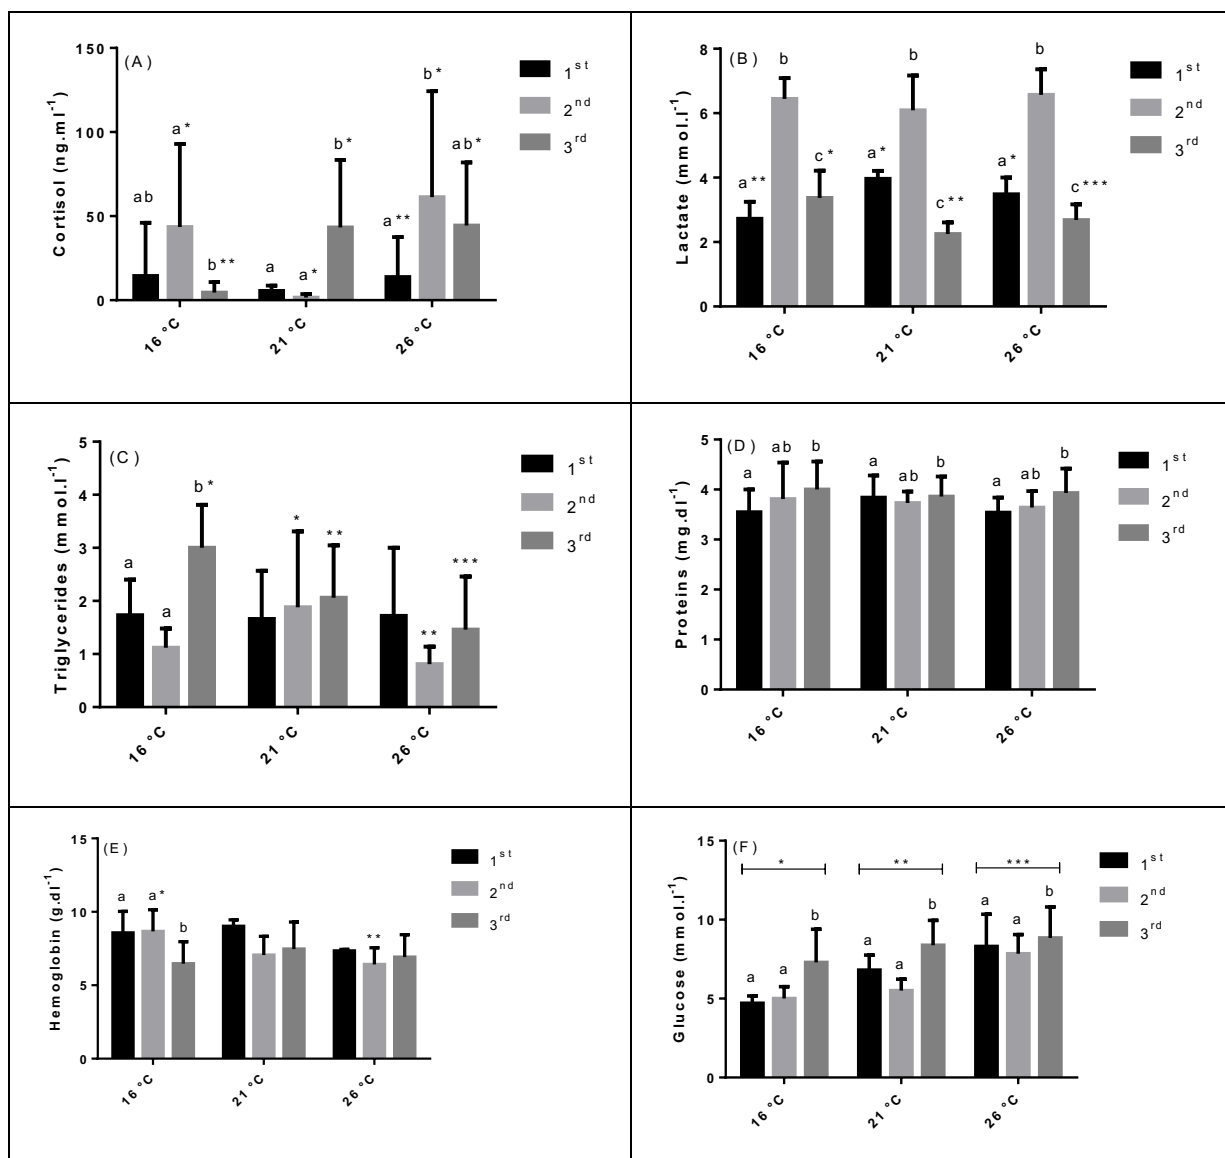 (A)
Cortisol (ng.ml⁻¹)
150
100
50
0
ab
a*
b**
a
a*
b*
a**
b*
ab*
16 °C
21 °C
26 °C
1ˢᵗ
2ⁿᵈ
3ʳᵈ
(B)
Lactate (mmol.l⁻¹)
8
6
4
2
0
a**
b
c*
a*
b
c**
a*
b
c***
16 °C
21 °C
26 °C
1ˢᵗ
2ⁿᵈ
3ʳᵈ
(C)
Triglycerides (mmol.l⁻¹)
5
4
3
2
1
0
a
a
b*
*
**
**
***
16 °C
21 °C
26 °C
1ˢᵗ
2ⁿᵈ
3ʳᵈ
(D)
Proteins (mg.dl⁻¹)
5
4
3
2
1
0
a
ab
b
a
ab
b
a
ab
b
16 °C
21 °C
26 °C
1ˢᵗ
2ⁿᵈ
3ʳᵈ
(E)
Hemoglobin (g.dl⁻¹)
15
10
5
0
a
a*
b
**
16 °C
21 °C
26 °C
1ˢᵗ
2ⁿᵈ
3ʳᵈ
(F)
Glucose (mmol.l⁻¹)
15
10
5
0
*
**
***
a
a
b
a
a
b
a
a
b
16 °C
21 °C
26 °C
1ˢᵗ
2ⁿᵈ
3ʳᵈ